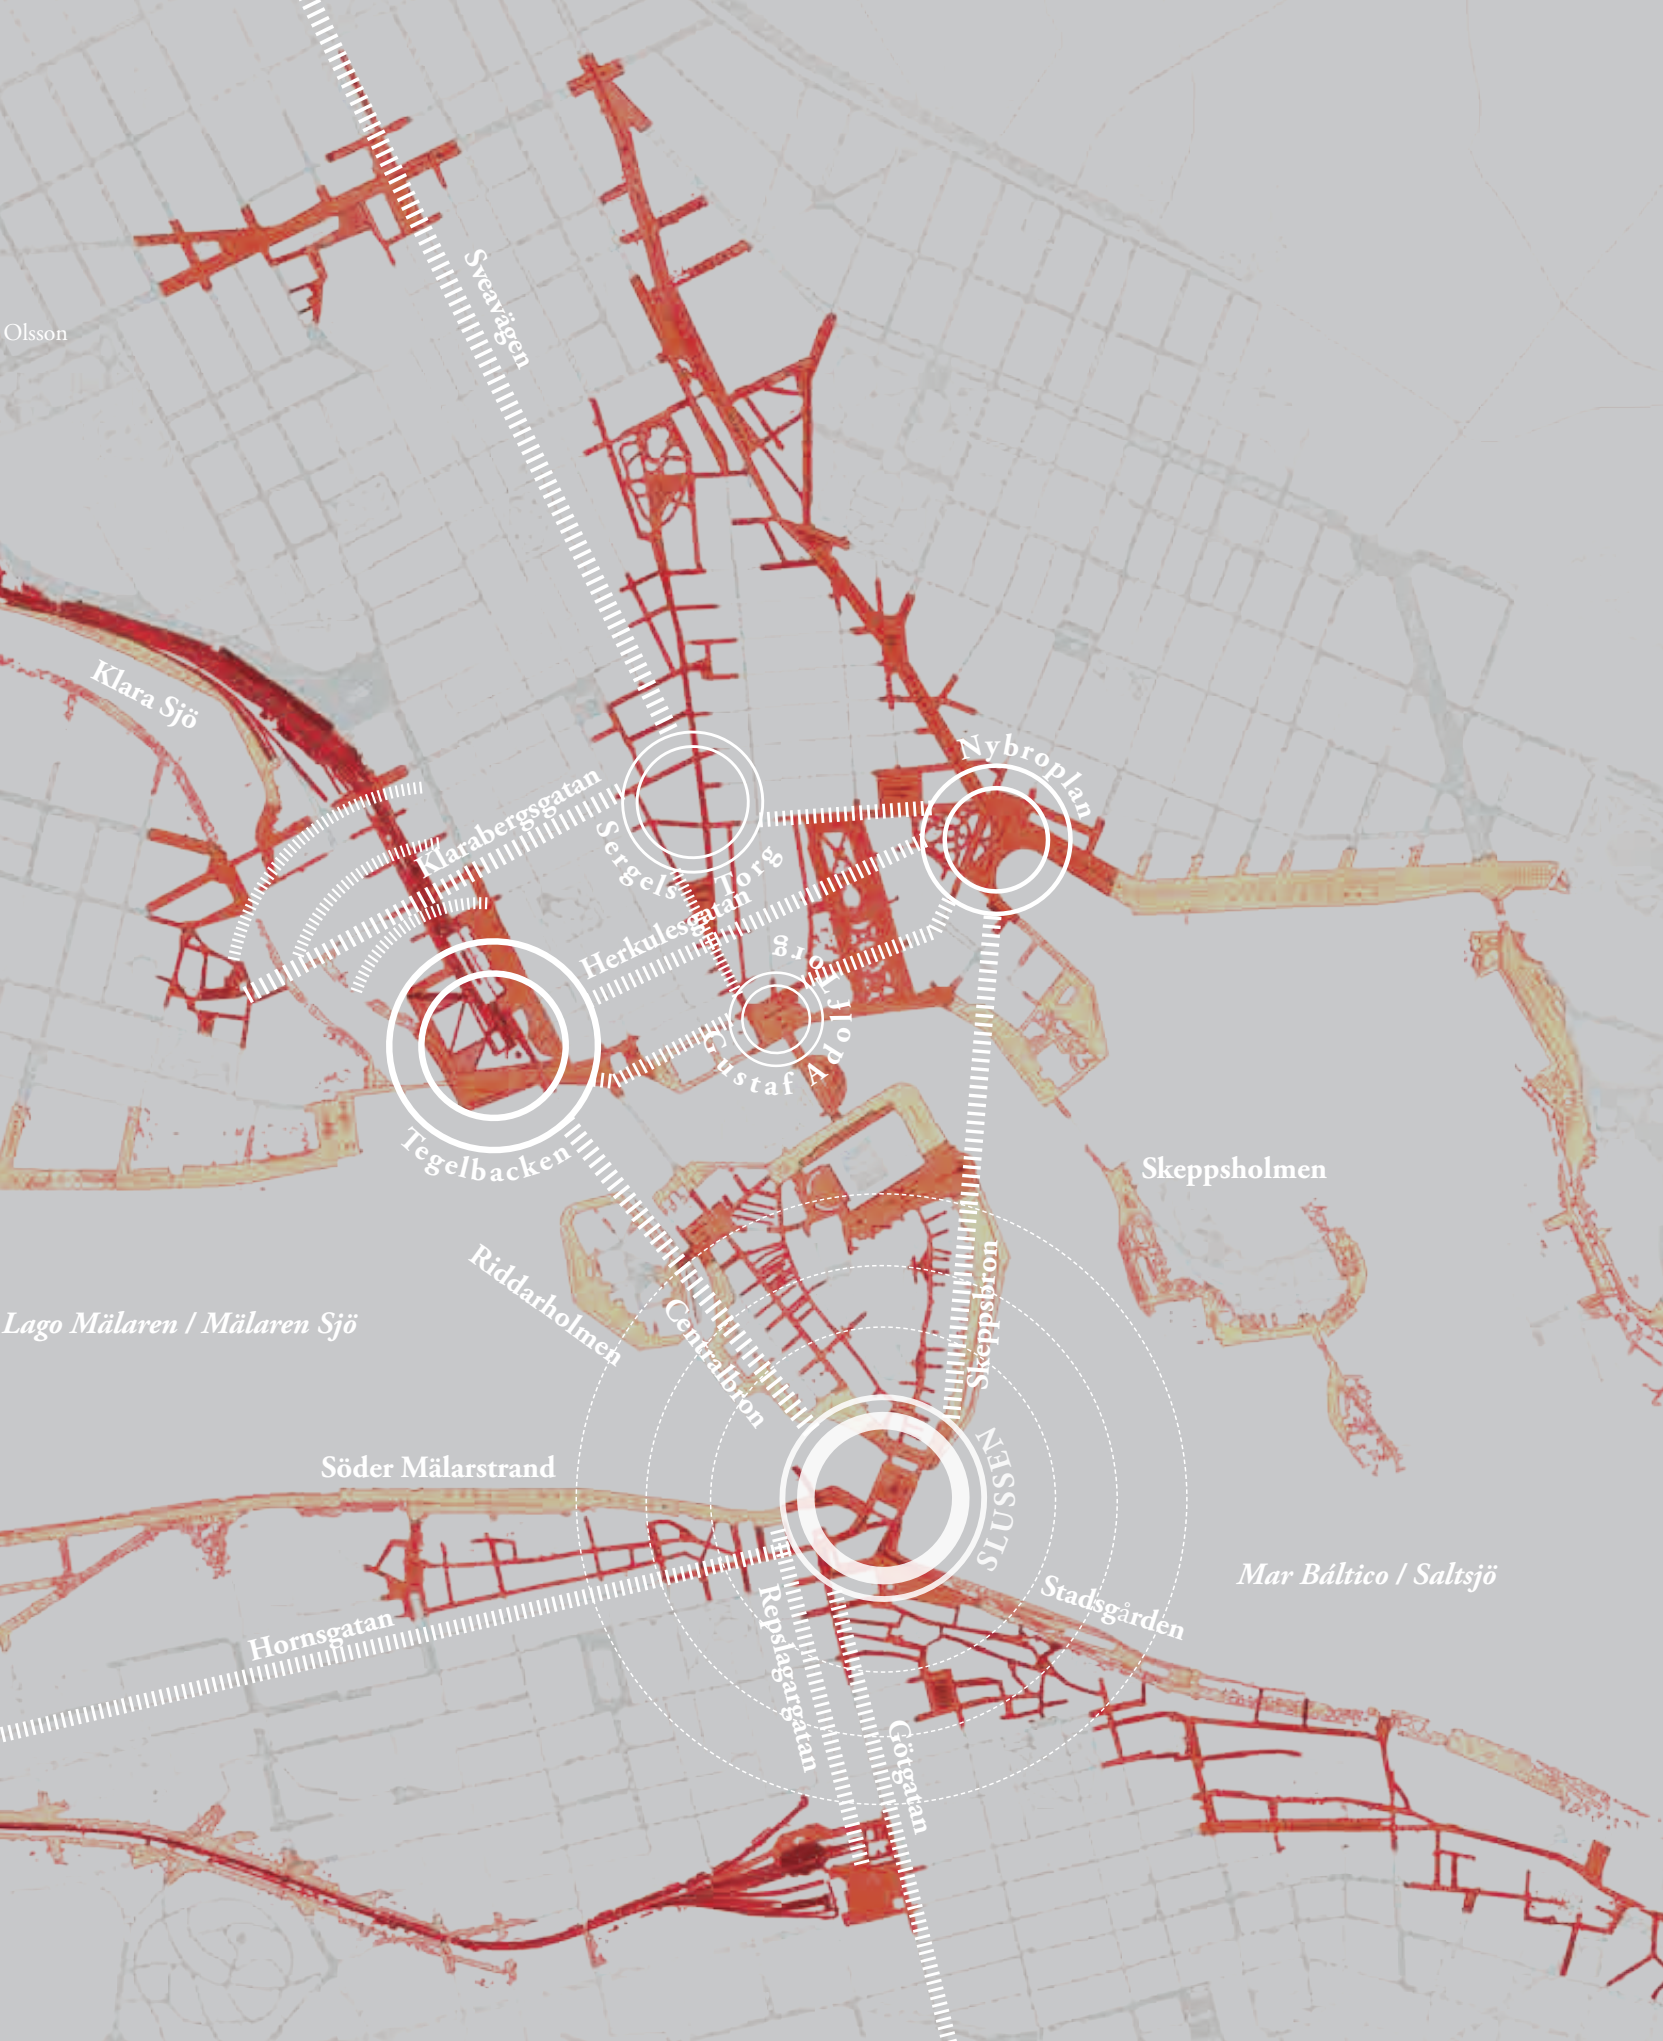 Sveavägen
Olsson
Klara Sjö
Nybroplan
Klarabergsgatan
Sergels Torg
Herkulesgatan
Gustaf Adolf Torg
Tegelbacken
Skeppsholmen
Riddarholmen
Skeppsbron
Lago Mälaren / Mälaren Sjö
Centralbron
Söder Mälarstrand
SLUSSEN
Mar Báltico / Saltsjö
Stadsgården
Hornsgatan
Repslagargatan
Götgatan